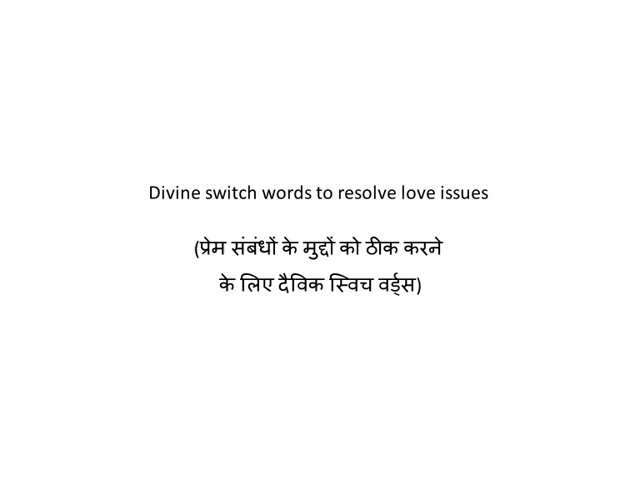 Divine switch words to resolve love issues
(प्रेम संबंधों के मुद्दों को ठीक करने
के लिए दैविक स्विच वर्ड्स)